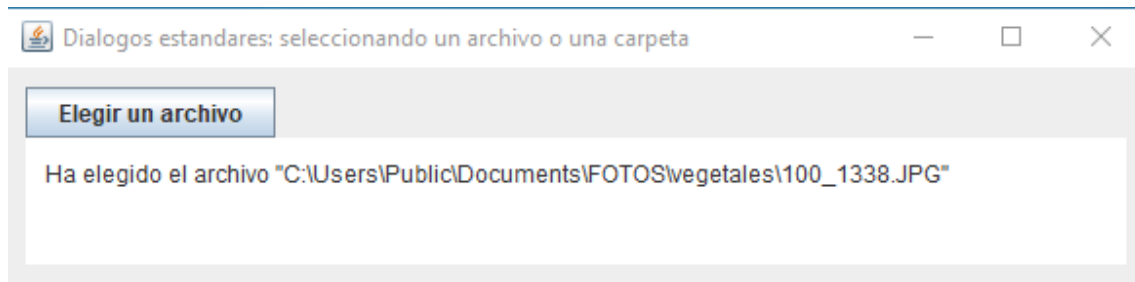 Dialogos estandares: seleccionando un archivo o una carpeta
Elegir un archivo
Ha elegido el archivo "C:\Users\Public\Documents\FOTOS\vegetales\100_1338.JPG"